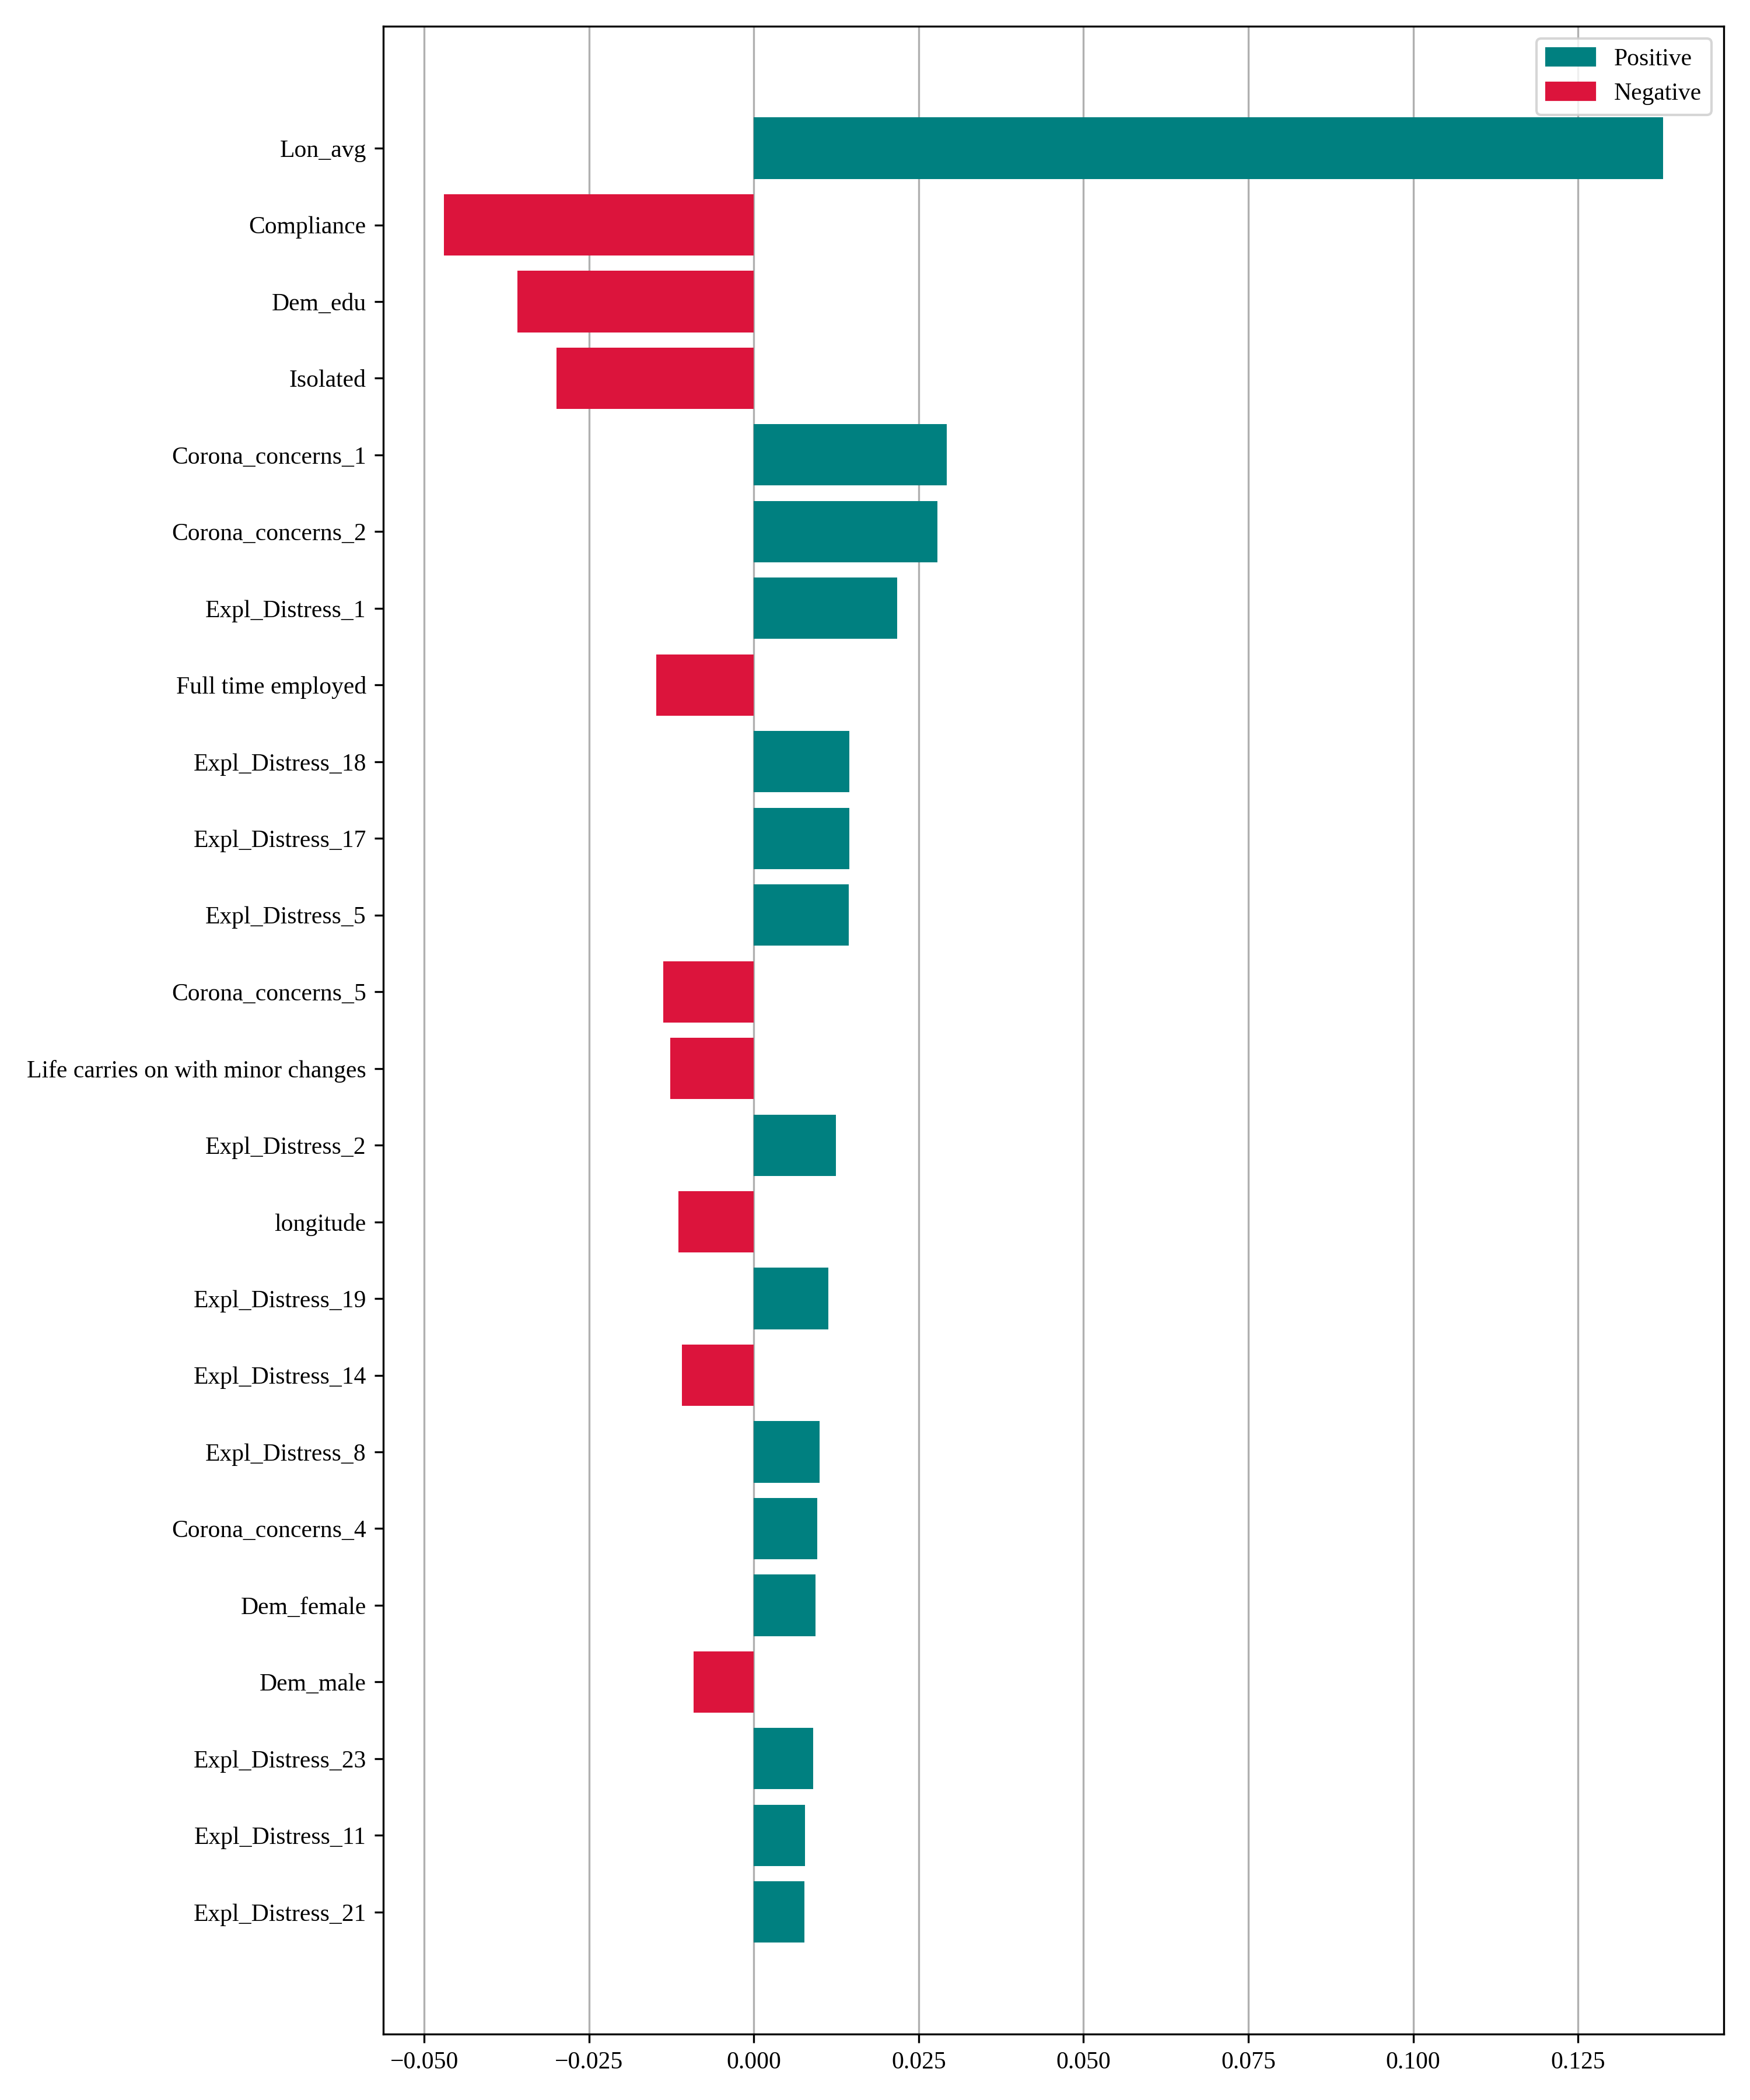 Positive
Negative
Lon_avg
Compliance
Dem_edu
Isolated
Corona_concerns_1
Corona_concerns_2
Expl_Distress_1
Full time employed
Expl_Distress_18
Expl_Distress_17
Expl_Distress_5
Corona_concerns_5
Life carries on with minor changes
Expl_Distress_2
longitude
Expl_Distress_19
Expl_Distress_14
Expl_Distress_8
Corona_concerns_4
Dem_female
Dem_male
Expl_Distress_23
Expl_Distress_11
Expl_Distress_21
−0.050 −0.025 0.000 0.025 0.050 0.075 0.100 0.125